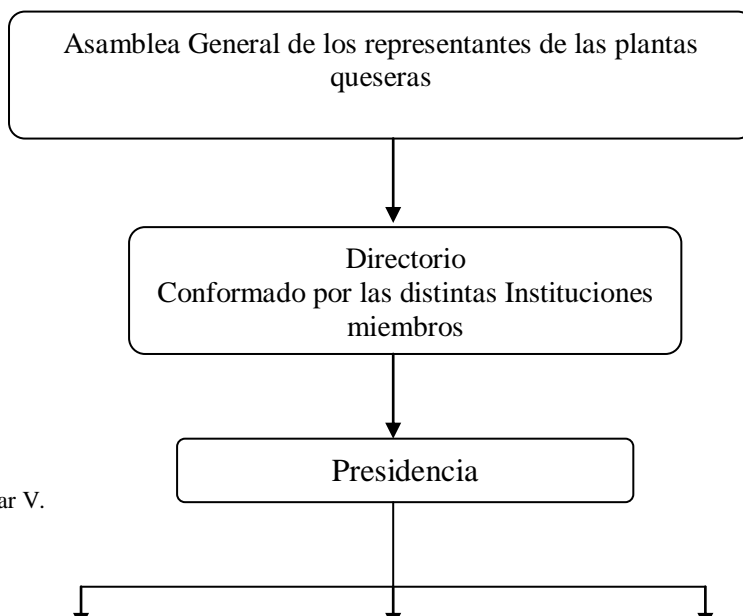 Asamblea General de los representantes de las plantas
queseras
Directorio
Conformado por las distintas Instituciones
miembros
Presidencia
V.